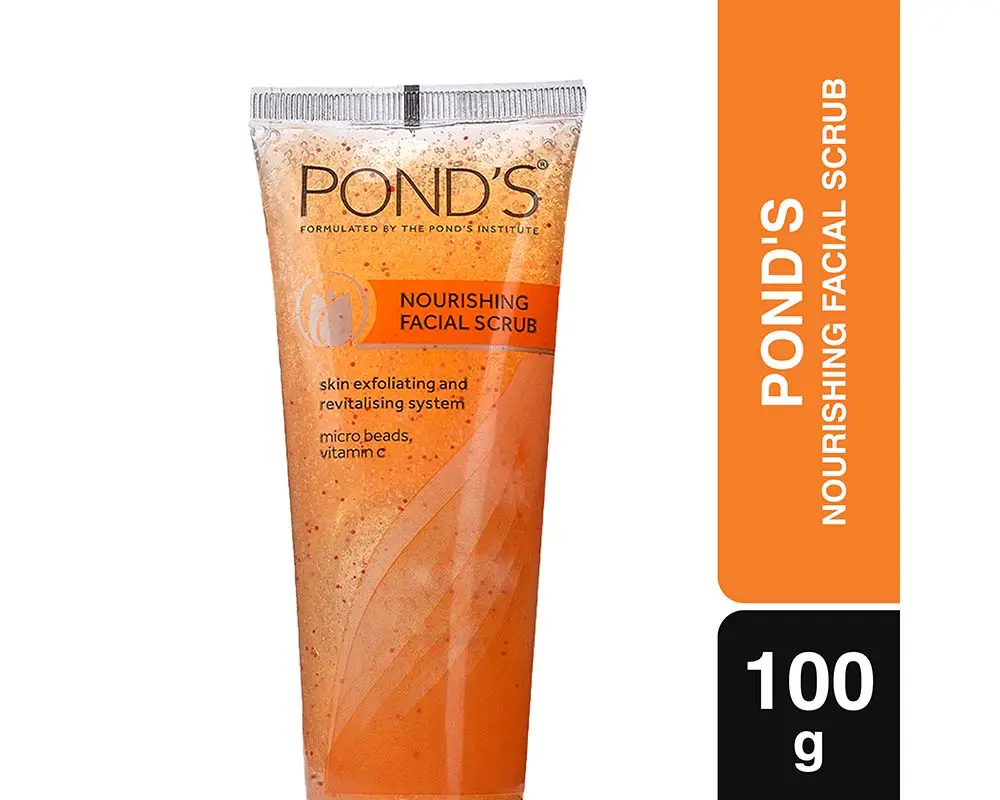 POND'S®
FORMULATED BY THE POND'S INSTITUTE
NOURISHING
FACIAL SCRUB
skin exfoliating and
revitalising system
micro beads,
vitamin c
POND'S
NOURISHING FACIAL SCRUB
100
g